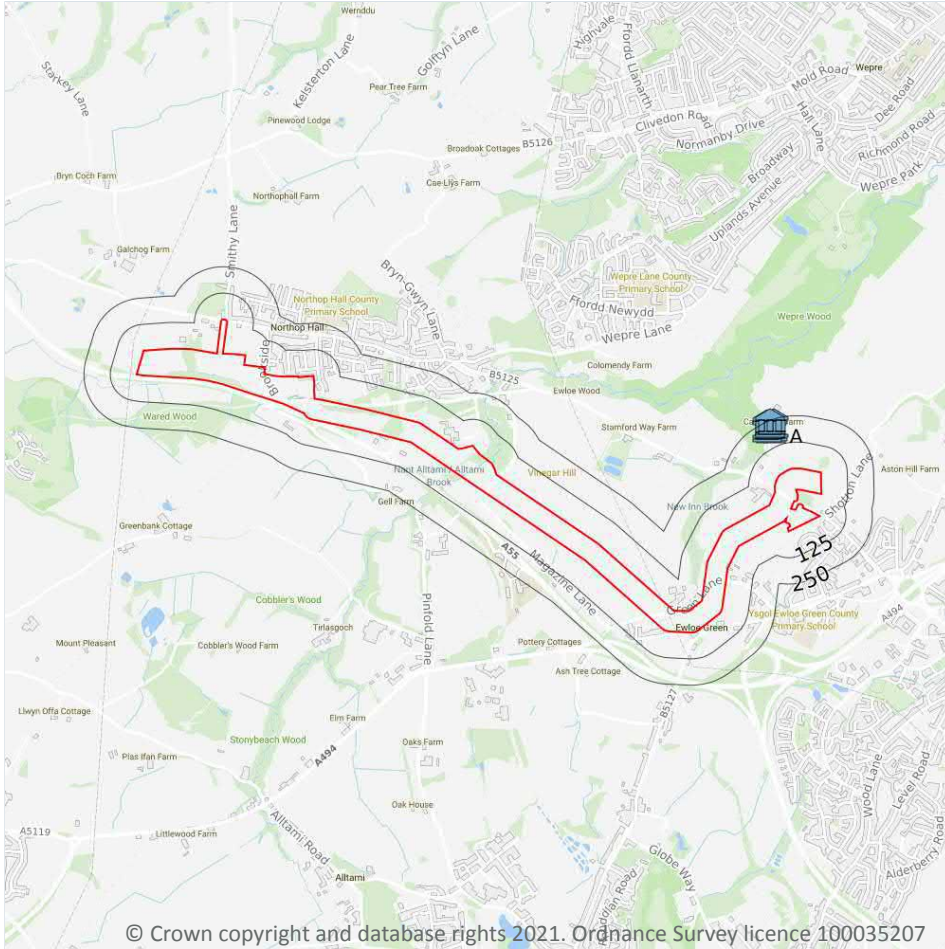 Wernddu
Highvale
Ffordd Llanarth
Golftyn Lane
Kelsterton Lane
Starkey Lane
Pear Tree Farm
Mold Road
Wepre
Dee Road
Pinewood Lodge
Clivedon Road
Hall Lane
Richmond Road
Normanby Drive
B5126
Broadoak Cottages
Broadway
Bryn Coch Farm
Cae-Llys Farm
Wepre Park
Northophall Farm
Uplands Avenue
Smithy Lane
Galchog Farm
Bryn-Gwyn Lane
Wepre Lane County
Primary School
Northop Hall County
Primary School
Ffordd Newydd
Wepre Wood
Northop Hall
Wepre Lane
Colomendy Farm
B5125
Ewloe Wood
Wared Wood
Stamford Way Farm
A
Nant Alltami / Alltami
Brook
Vinegar Hill
Aston Hill Farm
Shotton Lane
Gell Farm
New Inn Brook
Greenbank Cottage
A55
Magazine Lane
125
250
Green Lane
Cobbler's Wood
Ysgol Ewloe Green County
Primary School
A494
Pinfold Lane
Tirlasgoch
Ewloe Green
Mount Pleasant
Cobbler's Wood Farm
Pottery Cottages
Ash Tree Cottage
B5127
Llwyn Offa Cottage
Elm Farm
Stonybeach Wood
Oaks Farm
Plas Ifan Farm
A494
Wood Lane
Level Road
Oak House
A5119
Littlewood Farm
Alltami Road
Globe Way
Alderberry Road
Alltami
© Crown copyright and database rights 2021. Ordnance Survey licence 100035207